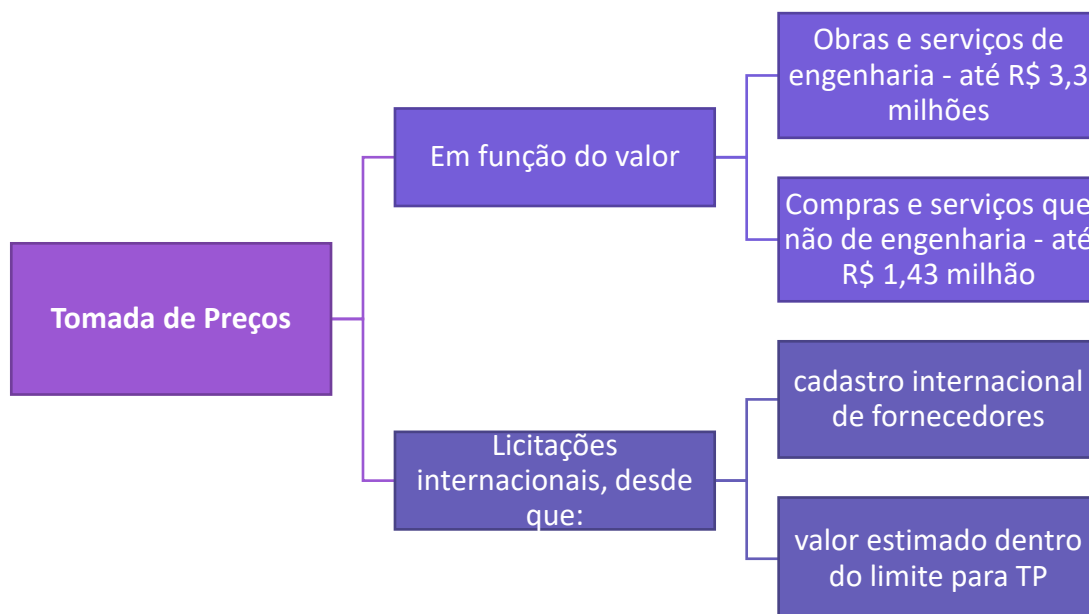 Tomada de Preços
Em função do valor
Obras e serviços de
engenharia - até R$ 3,3
milhões
Compras e serviços que
não de engenharia - até
R$ 1,43 milhão
Licitações
internacionais, desde
que:
cadastro internacional
de fornecedores
valor estimado dentro
do limite para TP